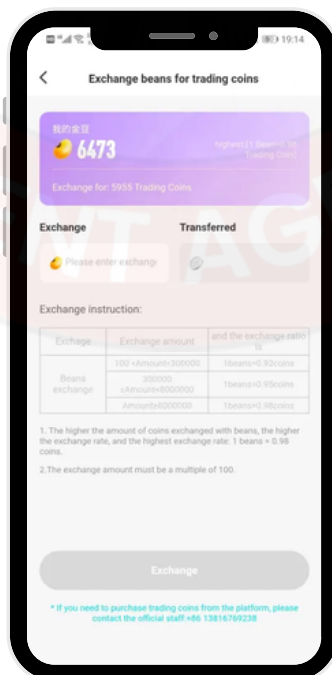 19:14
Exchange beans for trading coins
我的金豆
6473
highest(1 Bean=0.98
Trading Coin)
Exchange for: 5955 Trading Coins
Exchange Transferred
Please enter exchang
Exchange instruction:
Exchage Exchange amount and the exchange ratio
is
Beans
exchange
100 <Amount<300000 1beans=0.92coins
300000
<Amount<8000000 1beans=0.95coins
Amount≥8000000 1beans=0.98coins
1. The higher the amount of coins exchanged with beans, the higher
the exchange rate, and the highest exchange rate: 1 beans = 0.98
coins.
2.The exchange amount must be a multiple of 100.
Exchange
* If you need to purchase trading coins from the platform, please
contact the official staff:+86 13816769238